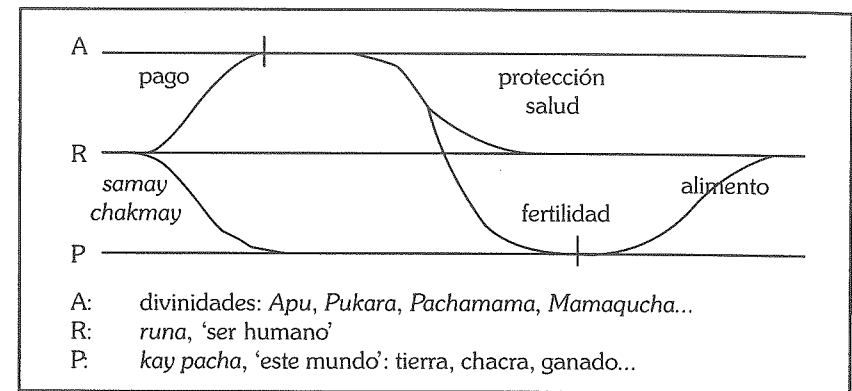 A
pago
protección
salud
R
samay
chakmay
alimento
fertilidad
P
A: divinidades: Apu, Pukara, Pachamama, Mamaqucha...
R: runa, ‘ser humano’
P: kay pacha, ‘este mundo’: tierra, chacra, ganado...